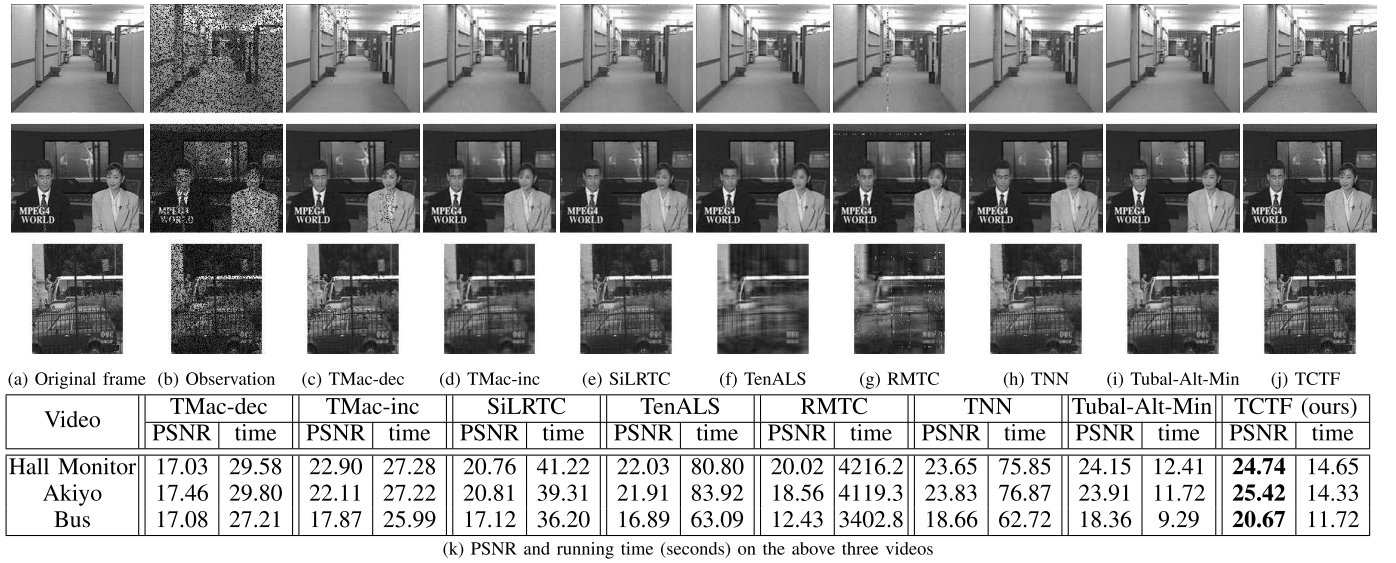 MPEG4 WORLD MPEG4 WORLD MPEG4 WORLD MPEG4 WORLD MPEG4 WORLD MPEG4 WORLD MPEG4 WORLD MPEG4 WORLD MPEG4 WORLD MPEG4 WORLD
(a) Original frame (b) Observation (c) TMac-dec (d) TMac-inc (e) SiLRTC (f) TenALS (g) RMTC (h) TNN (i) Tubal-Alt-Min (j) TCTF
Video TMac-dec TMac-inc SiLRTC TenALS RMTC TNN Tubal-Alt-Min TCTF (ours)
PSNR time PSNR time PSNR time PSNR time PSNR time PSNR time PSNR time PSNR time
Hall Monitor 17.03 29.58 22.90 27.28 20.76 41.22 22.03 80.80 20.02 4216.2 23.65 75.85 24.15 12.41 24.74 14.65
Akiyo 17.46 29.80 22.11 27.22 20.81 39.31 21.91 83.92 18.56 4119.3 23.83 76.87 23.91 11.72 25.42 14.33
Bus 17.08 27.21 17.87 25.99 17.12 36.20 16.89 63.09 12.43 3402.8 18.66 62.72 18.36 9.29 20.67 11.72
(k) PSNR and running time (seconds) on the above three videos